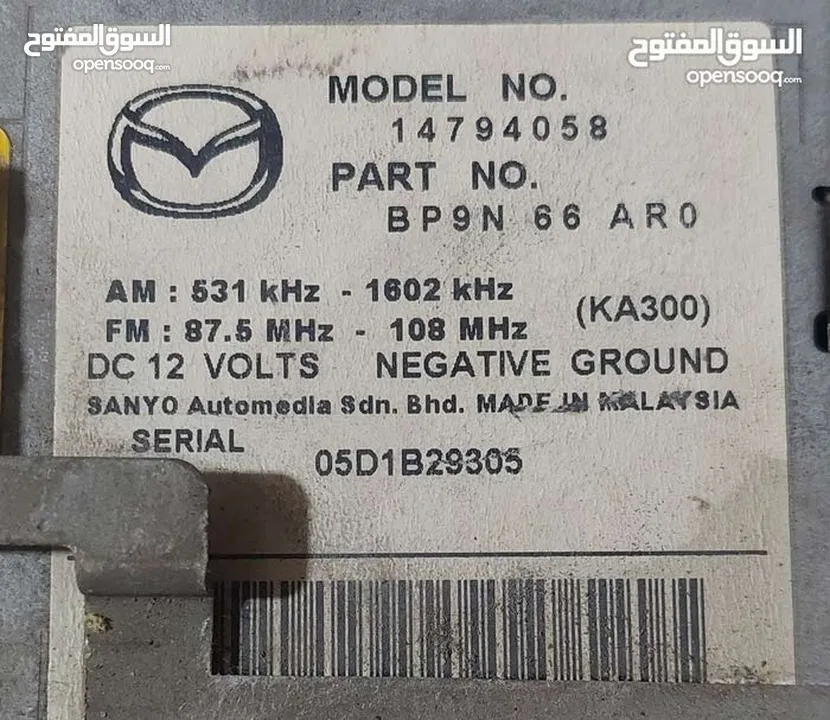 السوق المفتوح
opensooq.com
السوق المفتوح
opensooq.com
MODEL NO.
14794058
PART NO.
BP9N 66 AR0
AM : 531 kHz - 1602 kHz
FM : 87.5 MHz - 108 MHz
(KA300)
DC 12 VOLTS NEGATIVE GROUND
SANYO Automedia Sdn. Bhd. MADE IN MALAYSIA
SERIAL
05D1B29305